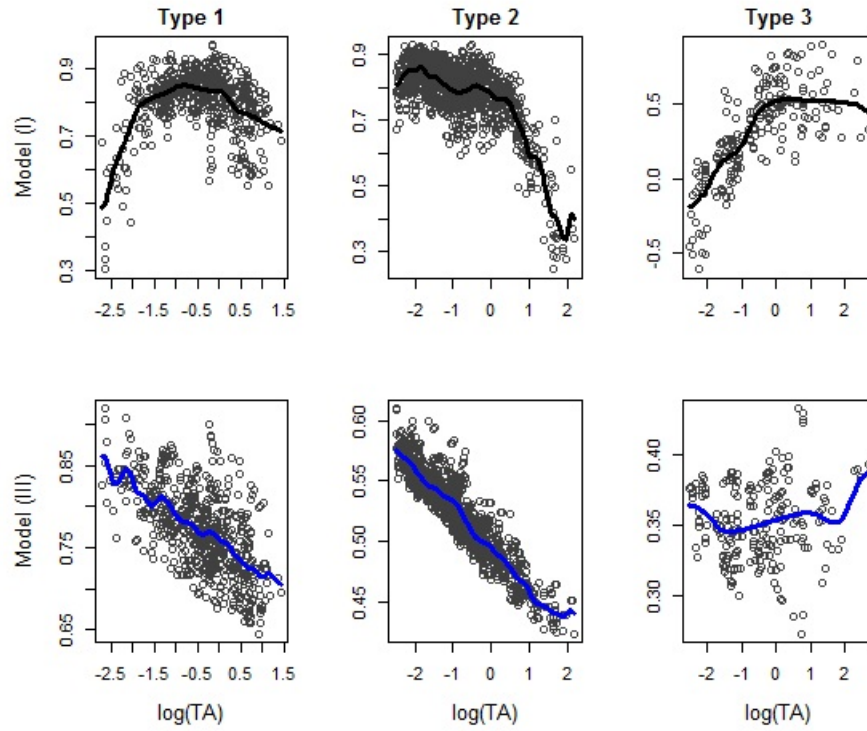 Type 1 Type 2 Type 3
Model (I)
0.3 0.5 0.7 0.9
-2.5 -1.5 -0.5 0.5 1.5
0.3 0.5 0.7 0.9
-2 -1 0 1 2
-0.5 0.0 0.5
-2 -1 0 1 2
Model (III)
0.65 0.75 0.85
-2.5 -1.5 -0.5 0.5 1.5
log(TA)
0.45 0.50 0.55 0.60
-2 -1 0 1 2
log(TA)
0.30 0.35 0.40
-2 -1 0 1 2
log(TA)